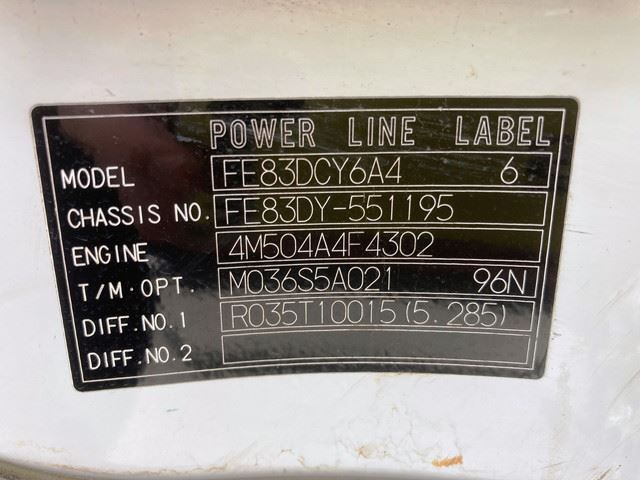 POWER LINE LABEL
MODEL FE83DCY6A4 6
CHASSIS NO. FE83DY-551195
ENGINE 4M504A4F4302
T/M·OPT. M036S5A021 96N
DIFF.NO.1 R035T10015(5.285)
DIFF.NO.2